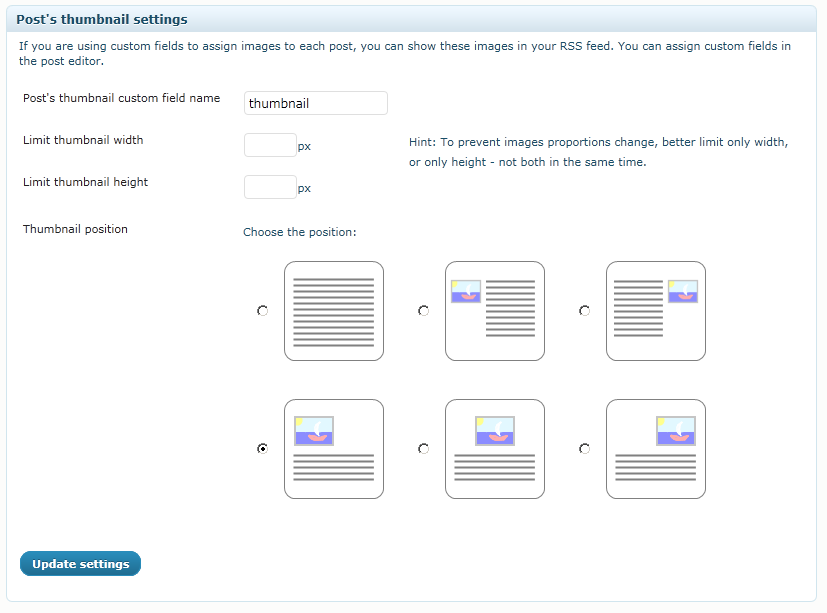 Post's thumbnail settings
If you are using custom fields to assign images to each post, you can show these images in your RSS feed. You can assign custom fields in
the post editor.
Post's thumbnail custom field name
thumbnail
Limit thumbnail width
px
Hint: To prevent images proportions change, better limit only width,
or only height - not both in the same time.
Limit thumbnail height
px
Thumbnail position
Choose the position:
Update settings